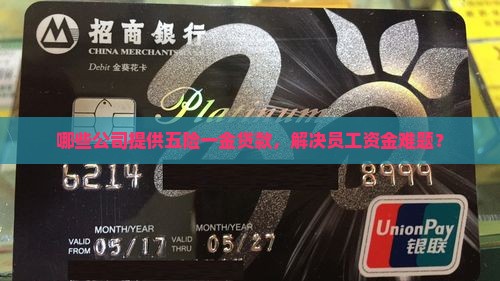 招商銀行
CHINA MERCHANTS BANK
Debit 金葵花卡
Platinum
哪些公司提供五险一金贷款，解决员工资金难题？
6214 8999
MONTH/YEAR MONTH/YEAR
VALID FROM 05/17 VALID THRU 05/27
UnionPay
银联